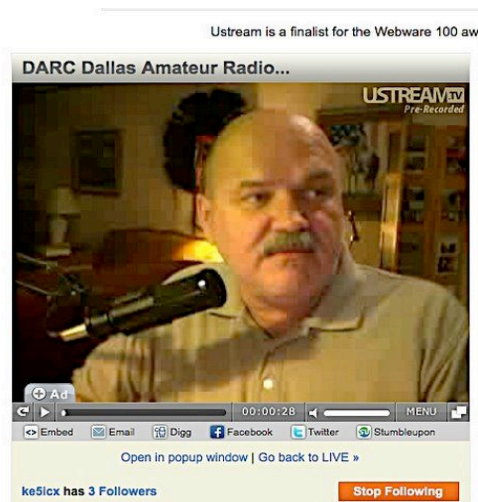 Ustream is a finalist for the Webware 100 aw
DARC Dallas Amateur Radio...
USTREAM TV
Pre-Recorded
Ad
00:00:28 MENU
Embed Email Digg Facebook Twitter Stumbleupon
Open in popup window | Go back to LIVE »
ke5icx has 3 Followers Stop Following